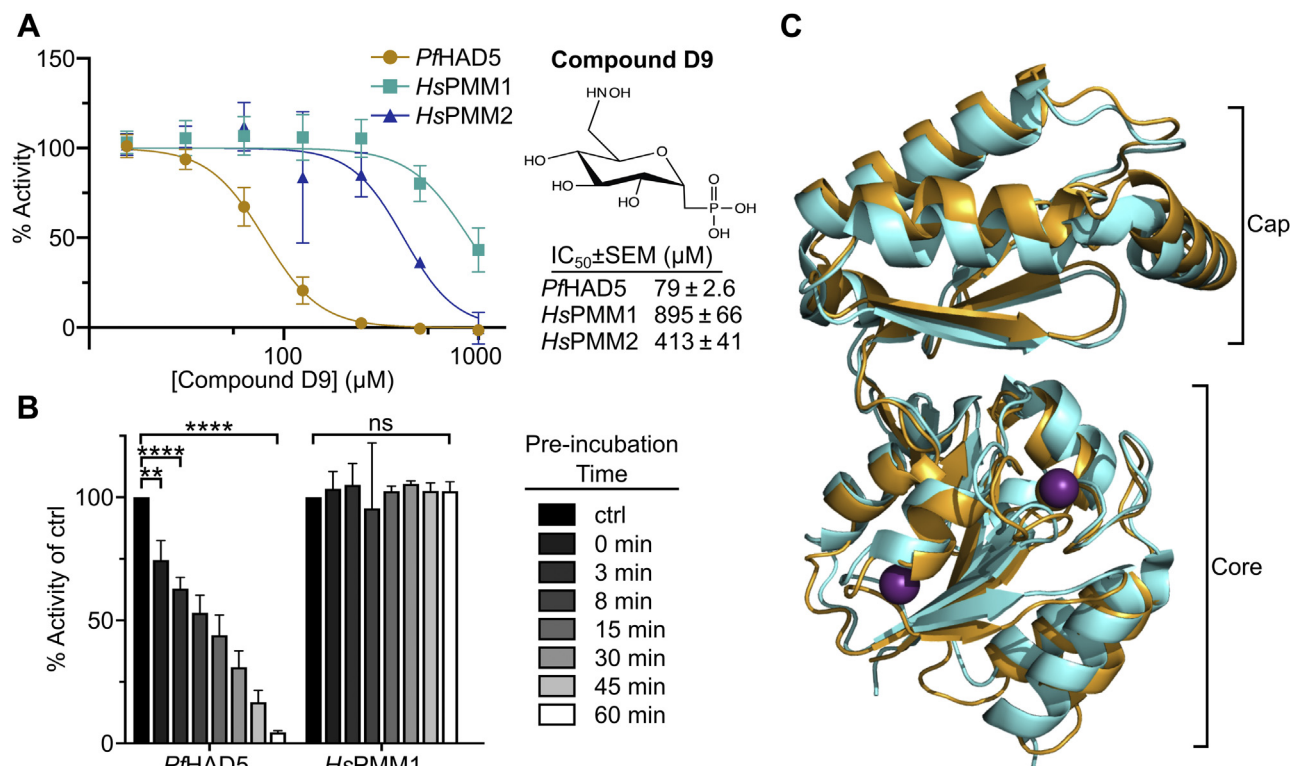 A
150
100
50
0
% Activity
PfHAD5
HsPMM1
HsPMM2
100
1000
[Compound D9] (µM)
Compound D9
HNOH
HO
HO
HO
O
O
P
OH
OH
IC50±SEM (µM)
PfHAD5 79 ± 2.6
HsPMM1 895 ± 66
HsPMM2 413 ± 41
B
% Activity of ctrl
100
50
0
****
****
**
ns
PfHAD5
HsPMM1
Pre-incubation
Time
ctrl
0 min
3 min
8 min
15 min
30 min
45 min
60 min
C
Cap
Core